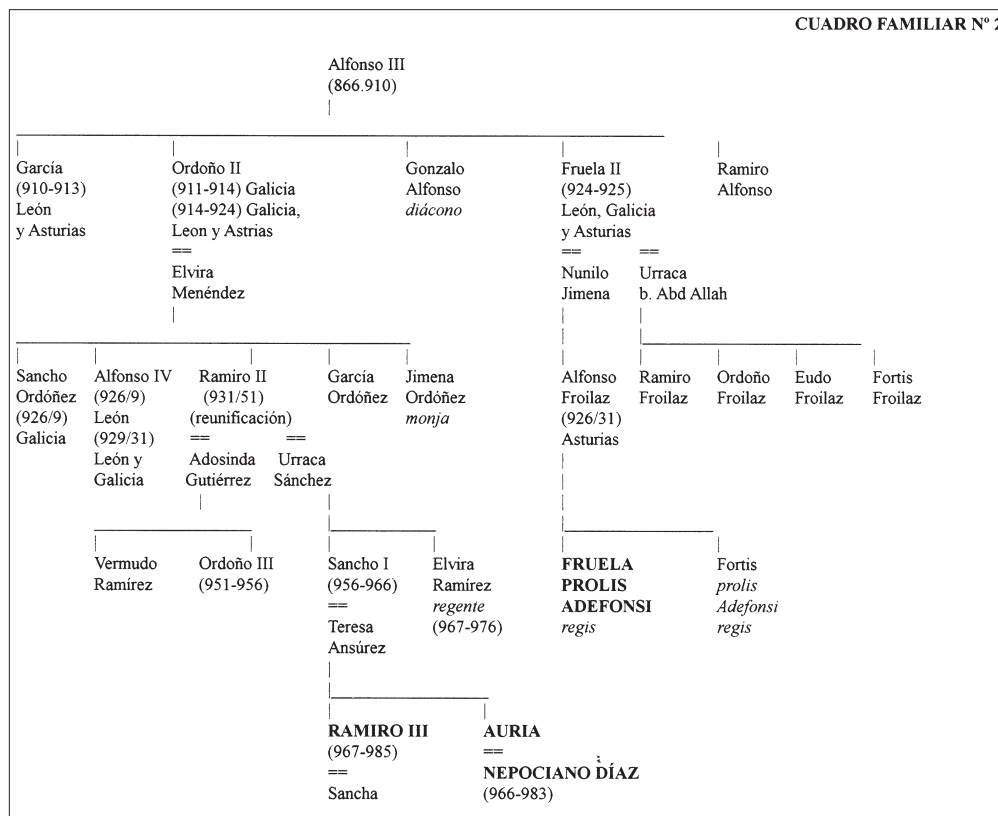 CUADRO FAMILIAR Nº 2
Alfonso III
(866.910)
García
(910-913)
León
y Asturias
Ordoño II
(911-914) Galicia
(914-924) Galicia,
Leon y Astrias
==
Elvira
Menéndez
Gonzalo
Alfonso
diácono
Fruela II
(924-925)
León, Galicia
y Asturias
==
Nunilo
Jimena
==
Urraca
b. Abd Allah
Ramiro
Alfonso
Sancho
Ordóñez
(926/9)
Galicia
Alfonso IV
(926/9)
León
(929/31)
León y
Galicia
Ramiro II
(931/51)
(reunificación)
==
Adosinda
Gutiérrez
==
Urraca
Sánchez
García
Ordóñez
Jimena
Ordóñez
monja
Alfonso
Froilaz
(926/31)
Asturias
Ramiro
Froilaz
Ordoño
Froilaz
Eudo
Froilaz
Fortis
Froilaz
Vermudo
Ramírez
Ordoño III
(951-956)
Sancho I
(956-966)
==
Teresa
Ansúrez
Elvira
Ramírez
regente
(967-976)
FRUELA
PROLIS
ADEFONSI
regis
Fortis
prolis
Adefonsi
regis
RAMIRO III
(967-985)
==
Sancha
AURIA
==
NEPOCIANO DÍAZ
(966-983)